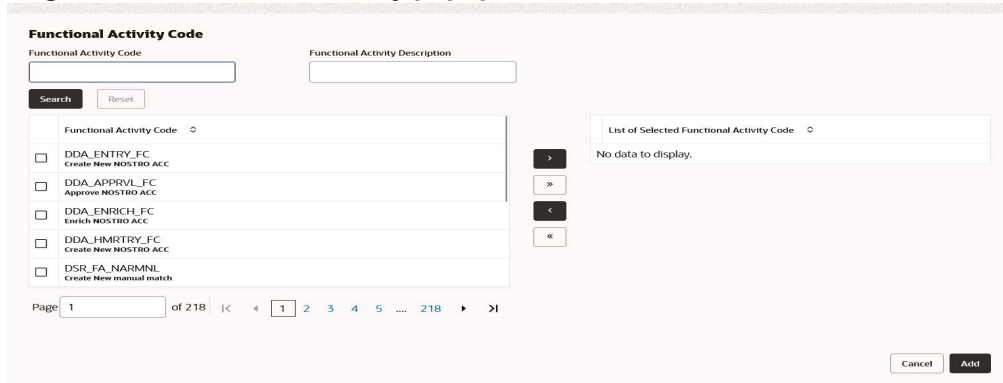 Functional Activity Code
Functional Activity Code Functional Activity Description
Search Reset
Functional Activity Code
DDA_ENTRY_FC
Create New NOSTRO ACC
DDA_APPRVL_FC
Approve NOSTRO ACC
DDA_ENRICH_FC
Enrich NOSTRO ACC
DDA_HMRTRY_FC
Create New NOSTRO ACC
DSR_FA_NARMNL
Create New manual match
> 
»
<
«
List of Selected Functional Activity Code
No data to display.
Page 1 of 218 1 2 3 4 5 .... 218
Cancel Add